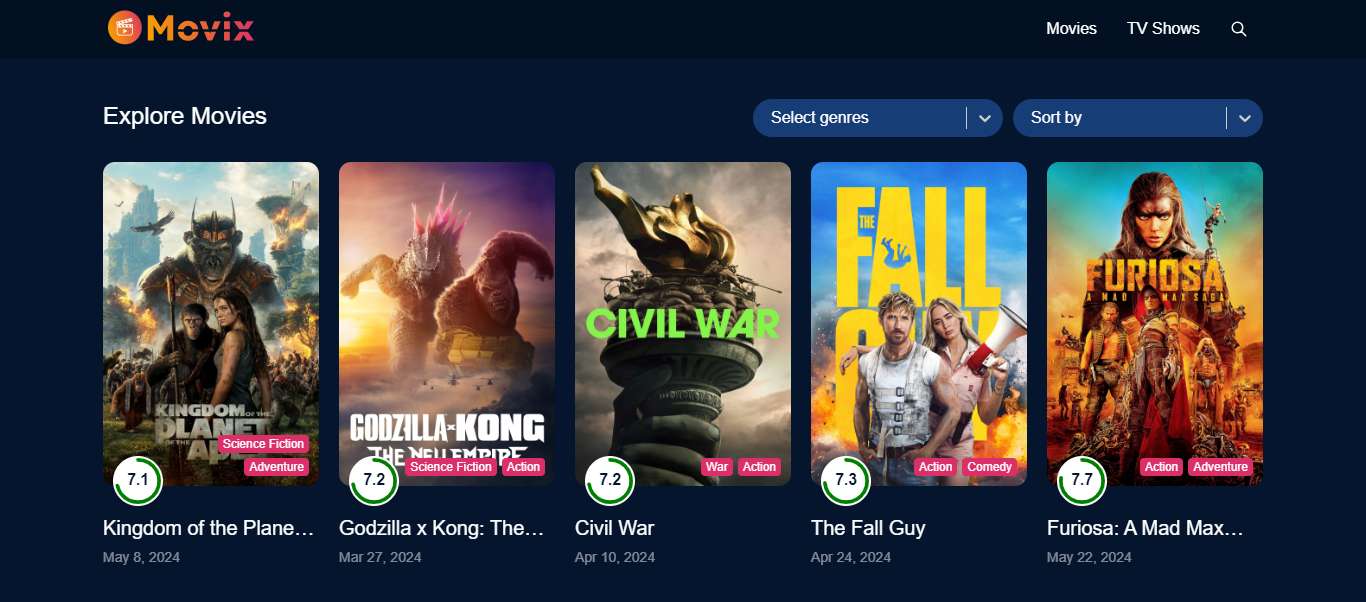 Movix
Movies
TV Shows
Explore Movies
Select genres
Sort by
KINGDOM OF THE
PLANET
OF THE APES
Science Fiction
Adventure
7.1
Kingdom of the Plane...
May 8, 2024
GODZILLA x KONG
THE NEW EMPIRE
Science Fiction
Action
7.2
Godzilla x Kong: The...
Mar 27, 2024
CIVIL WAR
War
Action
7.2
Civil War
Apr 10, 2024
THE
FALL
GUY
Action
Comedy
7.3
The Fall Guy
Apr 24, 2024
FURIOSA
A MAD MAX SAGA
Action
Adventure
7.7
Furiosa: A Mad Max...
May 22, 2024